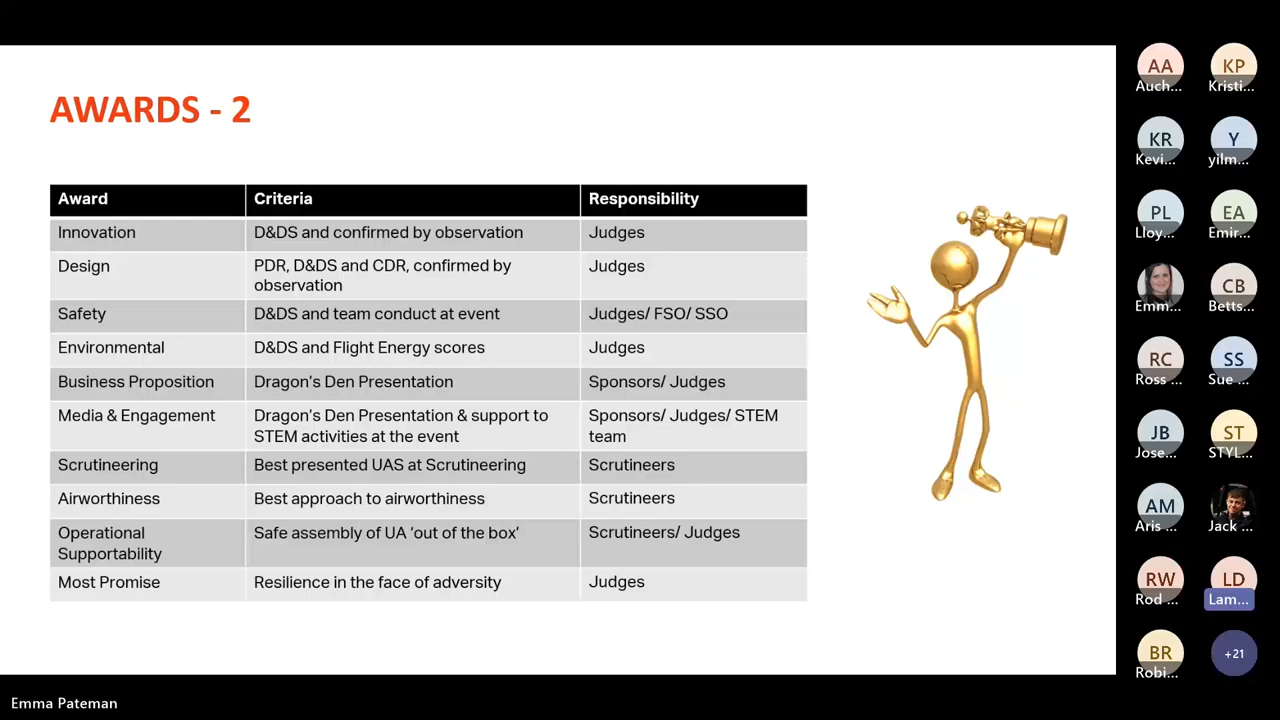 AWARDS - 2
Award Criteria Responsibility
Innovation D&DS and confirmed by observation Judges
Design PDR, D&DS and CDR, confirmed by Judges
observation
Safety D&DS and team conduct at event Judges/ FSO/ SSO
Environmental D&DS and Flight Energy scores Judges
Business Proposition Dragon's Den Presentation Sponsors/ Judges
Media & Engagement Dragon's Den Presentation & support to Sponsors/ Judges/ STEM
STEM activities at the event team
Scrutineering Best presented UAS at Scrutineering Scrutineers
Airworthiness Best approach to airworthiness Scrutineers
Operational Safe assembly of UA 'out of the box' Scrutineers/ Judges
Supportability
Most Promise Resilience in the face of adversity Judges
AA KP
Auch... Kristi...
KR Y
Kevi... yilm...
PL EA
Lloy... Emir...
CB
Emm... Betts...
RC SS
Ross ... Sue ...
JB ST
Jose... STYL...
AM
Aris ... Jack ...
RW LD
Rod ... Lam...
BR +21
Robi...
Emma Pateman